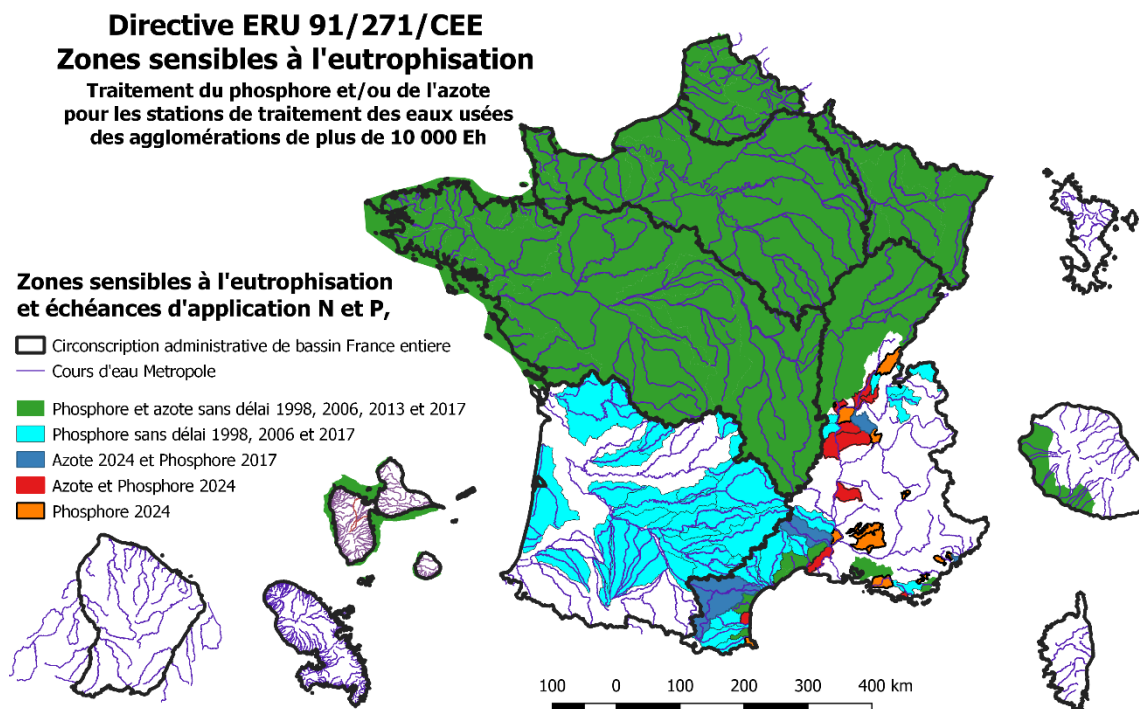 Directive ERU 91/271/CEE
Zones sensibles à l'eutrophisation
Traitement du phosphore et/ou de l'azote
pour les stations de traitement des eaux usées
des agglomérations de plus de 10 000 Eh
Zones sensibles à l'eutrophisation
et échéances d'application N et P,
Circonscription administrative de bassin France entiere
Cours d'eau Metropole
Phosphore et azote sans délai 1998, 2006, 2013 et 2017
Phosphore sans délai 1998, 2006 et 2017
Azote 2024 et Phosphore 2017
Azote et Phosphore 2024
Phosphore 2024
100 0 100 200 300 400 km